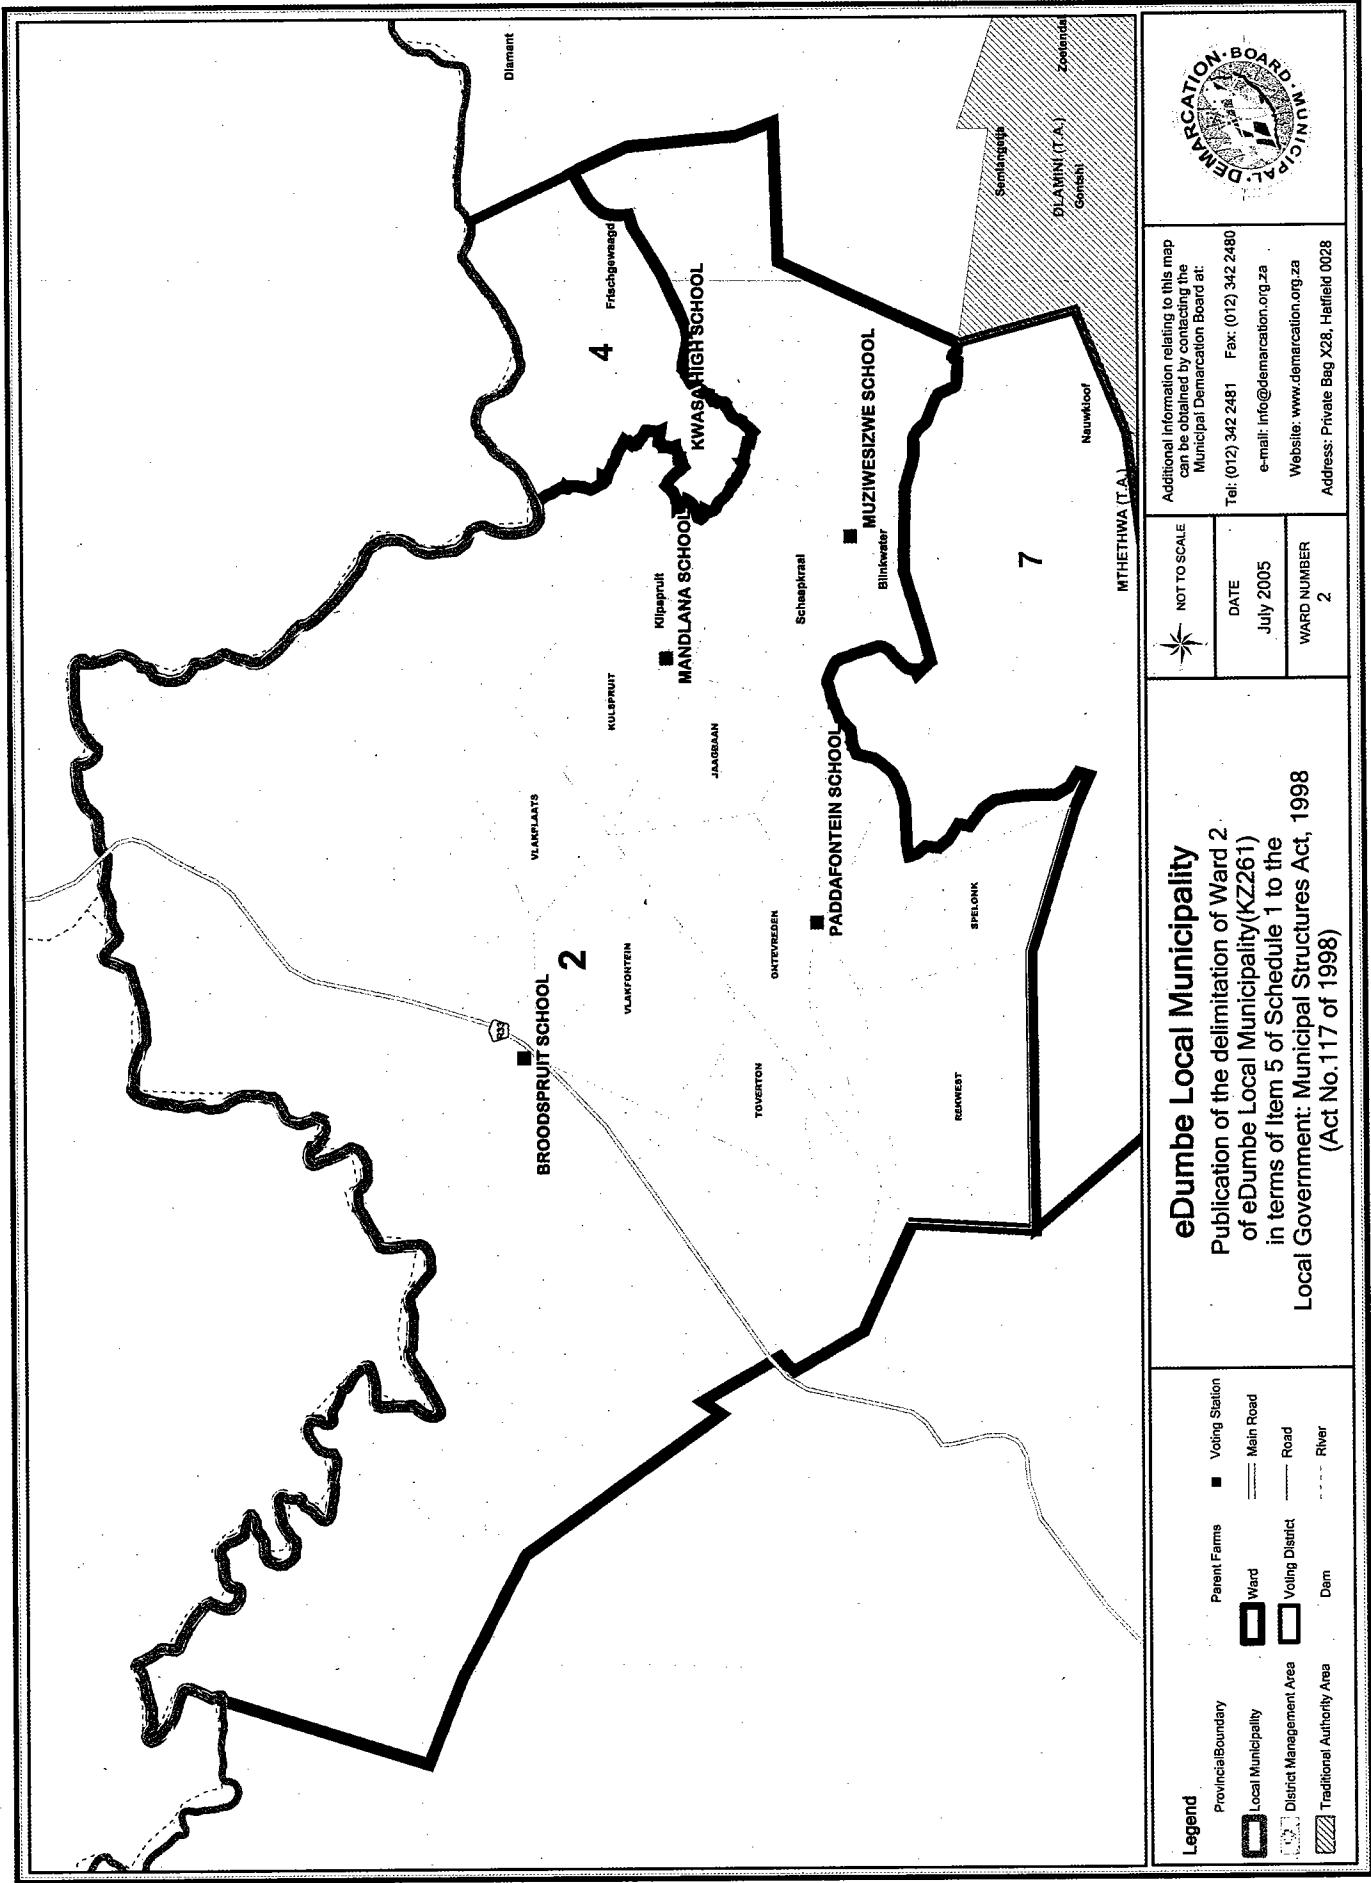 Diamant
Zoetendal
Semlangetja
DLAMINI (T.A.)
Gontshi
Frischgewaagd
4
KWASA HIGH SCHOOL
MUZIWESIZWE SCHOOL
Nauwkloof
MTHETHWA (T.A.)
7
Klipspruit
MANDLANA SCHOOL
Schaapkraal
Blinkwater
KULSPRUIT
JAAGBAAN
VLAKPLAATS
PADDAFONTEIN SCHOOL
SPELONK
2
VLAKFONTEIN
ONTEVREDEN
R33
BROODSPRUIT SCHOOL
TOVERTON
REKWEST
Legend
ProvincialBoundary
Local Municipality
District Management Area
Traditional Authority Area
Parent Farms
Ward
Voting District
Dam
Voting Station
Main Road
Road
River
eDumbe Local Municipality
Publication of the delimitation of Ward 2
of eDumbe Local Municipality(KZ261)
in terms of Item 5 of Schedule 1 to the
Local Government: Municipal Structures Act, 1998
(Act No.117 of 1998)
NOT TO SCALE
DATE
July 2005
WARD NUMBER
2
Additional information relating to this map
can be obtained by contacting the
Municipal Demarcation Board at:
Tel: (012) 342 2481 Fax: (012) 342 2480
e-mail: info@demarcation.org.za
Website: www.demarcation.org.za
Address: Private Bag X28, Hatfield 0028
MUNICIPAL · DEMARCATION · BOARD ·